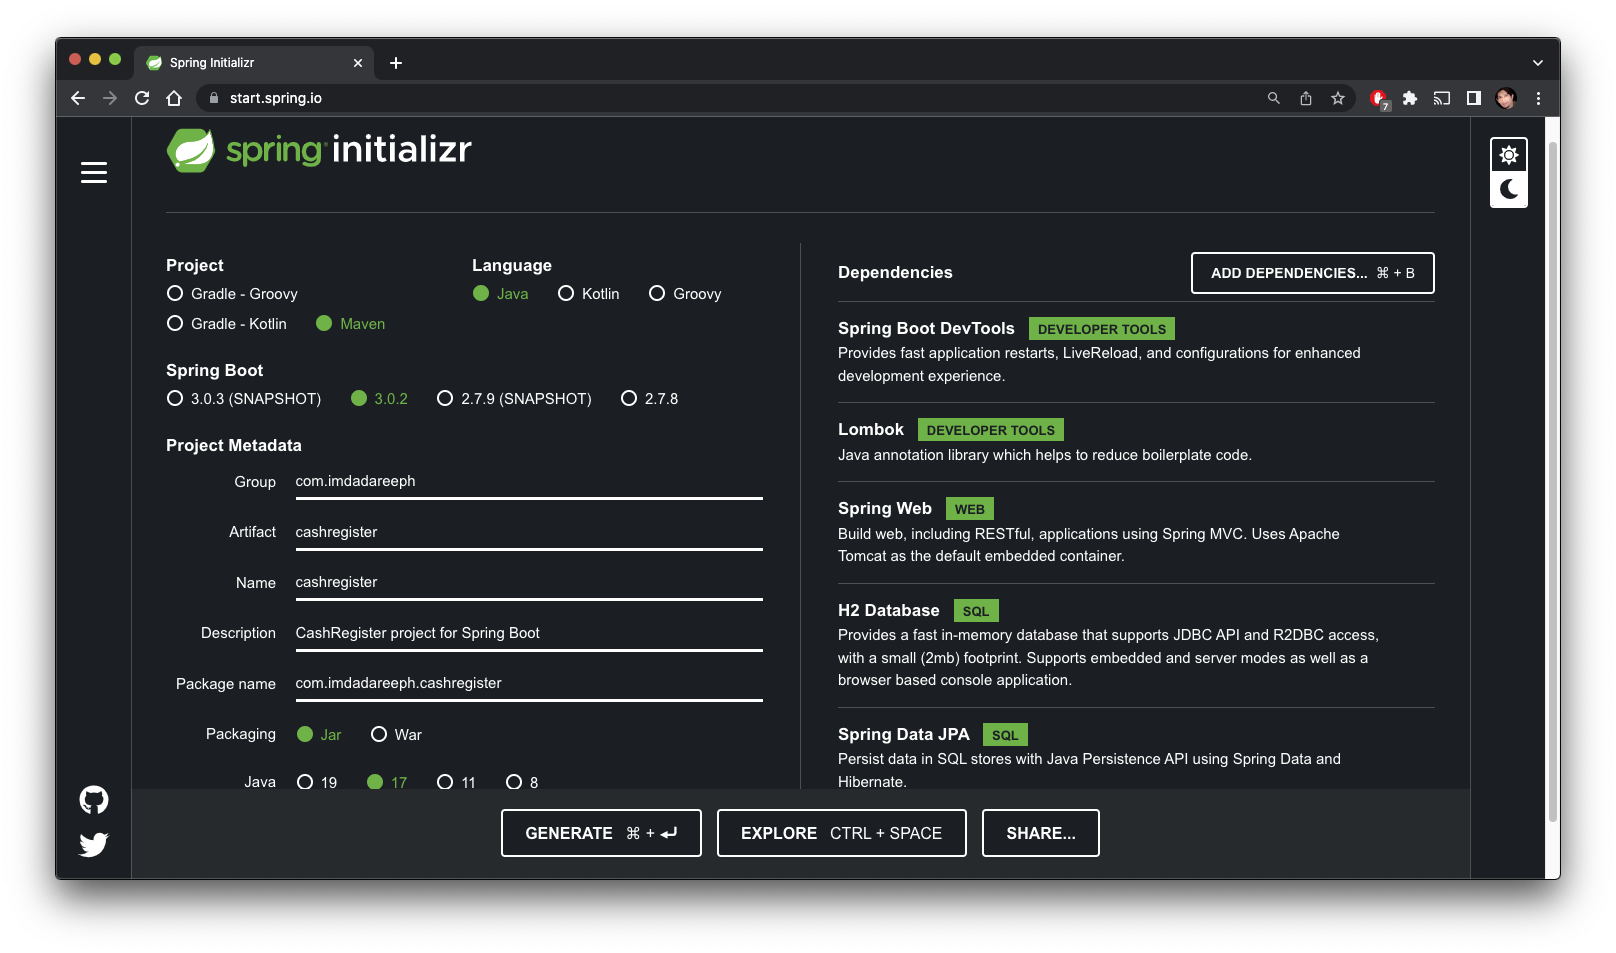 Spring Initializr
start.spring.io
7
spring initializr
Project
Gradle - Groovy
Gradle - Kotlin
Maven
Language
Java
Kotlin
Groovy
Spring Boot
3.0.3 (SNAPSHOT)
3.0.2
2.7.9 (SNAPSHOT)
2.7.8
Project Metadata
Group com.imdadareeph
Artifact cashregister
Name cashregister
Description CashRegister project for Spring Boot
Package name com.imdadareeph.cashregister
Packaging Jar War
Java 19 17 11 8
Dependencies
ADD DEPENDENCIES... ⌘ + B
Spring Boot DevTools DEVELOPER TOOLS
Provides fast application restarts, LiveReload, and configurations for enhanced
development experience.
Lombok DEVELOPER TOOLS
Java annotation library which helps to reduce boilerplate code.
Spring Web WEB
Build web, including RESTful, applications using Spring MVC. Uses Apache
Tomcat as the default embedded container.
H2 Database SQL
Provides a fast in-memory database that supports JDBC API and R2DBC access,
with a small (2mb) footprint. Supports embedded and server modes as well as a
browser based console application.
Spring Data JPA SQL
Persist data in SQL stores with Java Persistence API using Spring Data and
Hibernate.
GENERATE ⌘ + ↵
EXPLORE CTRL + SPACE
SHARE...